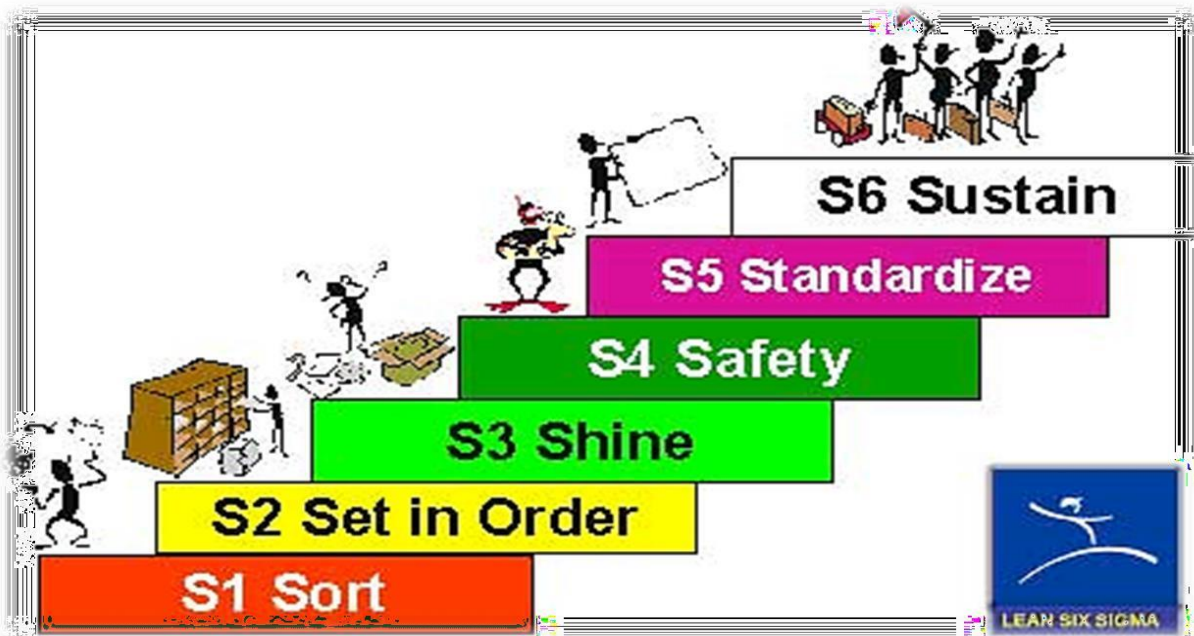 S6 Sustain
S5 Standardize
S4 Safety
S3 Shine
S2 Set in Order
S1 Sort
LEAN SIX SIGMA